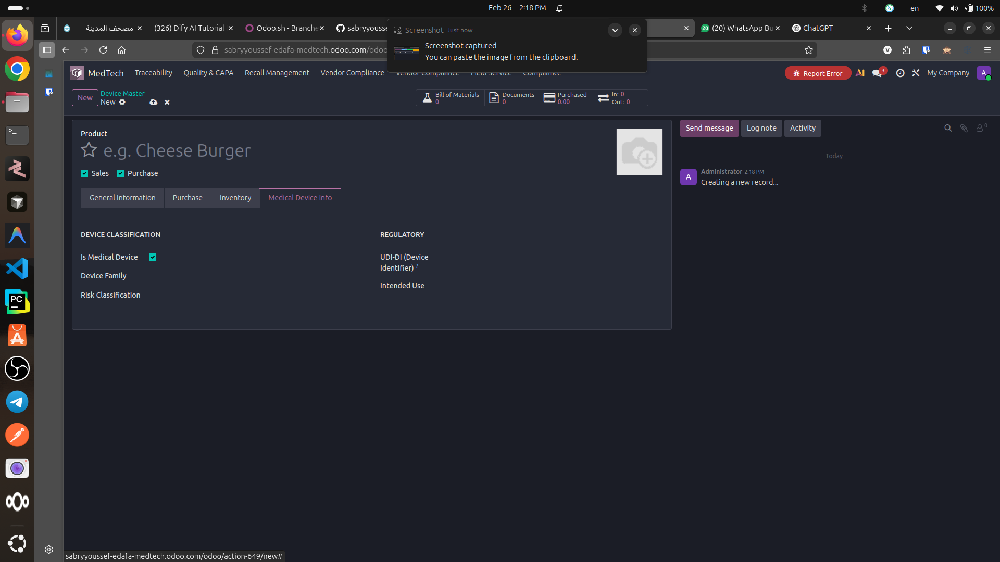 Feb 26 2:18 PM
en 100%
مصحف المدينة
(326) Dify AI Tutorial
Odoo.sh - Branche
sabryyousse
20 (20) WhatsApp Bu
ChatGPT
Screenshot Just now
Screenshot captured
You can paste the image from the clipboard.
sabryyoussef-edafa-medtech.odoo.com/odoo
V
MedTech
Traceability
Quality & CAPA
Recall Management
Vendor Compliance
Vendor Compliance
Field Service
Compliance
Report Error
3
My Company
A
New
Device Master
New
Bill of Materials
0
Documents
0
Purchased
0.00
In: 0
Out: 0
Product
e.g. Cheese Burger
Sales
Purchase
General Information
Purchase
Inventory
Medical Device Info
DEVICE CLASSIFICATION
Is Medical Device
Device Family
Risk Classification
REGULATORY
UDI-DI (Device
Identifier) ?
Intended Use
Send message
Log note
Activity
0
Today
A
Administrator 2:18 PM
Creating a new record...
PC
sabryyoussef-edafa-medtech.odoo.com/odoo/action-649/new#